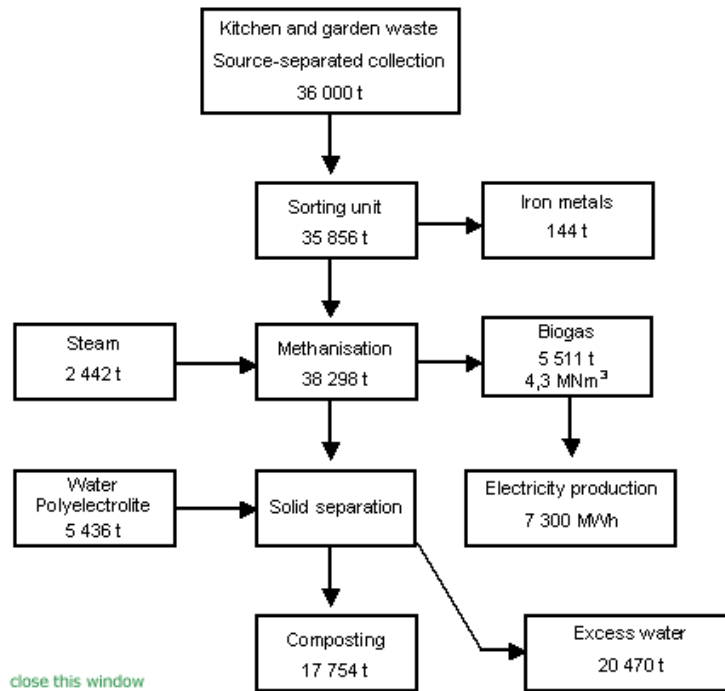 Kitchen and garden waste
Source-separated collection
36 000 t
Sorting unit
35 856 t
Iron metals
144 t
Steam
2 442 t
Methanisation
38 298 t
Biogas
5 511 t
4,3 MNm³
Water
Polyelectrolite
5 436 t
Solid separation
Electricity production
7 300 MWh
Composting
17 754 t
Excess water
20 470 t
close this window